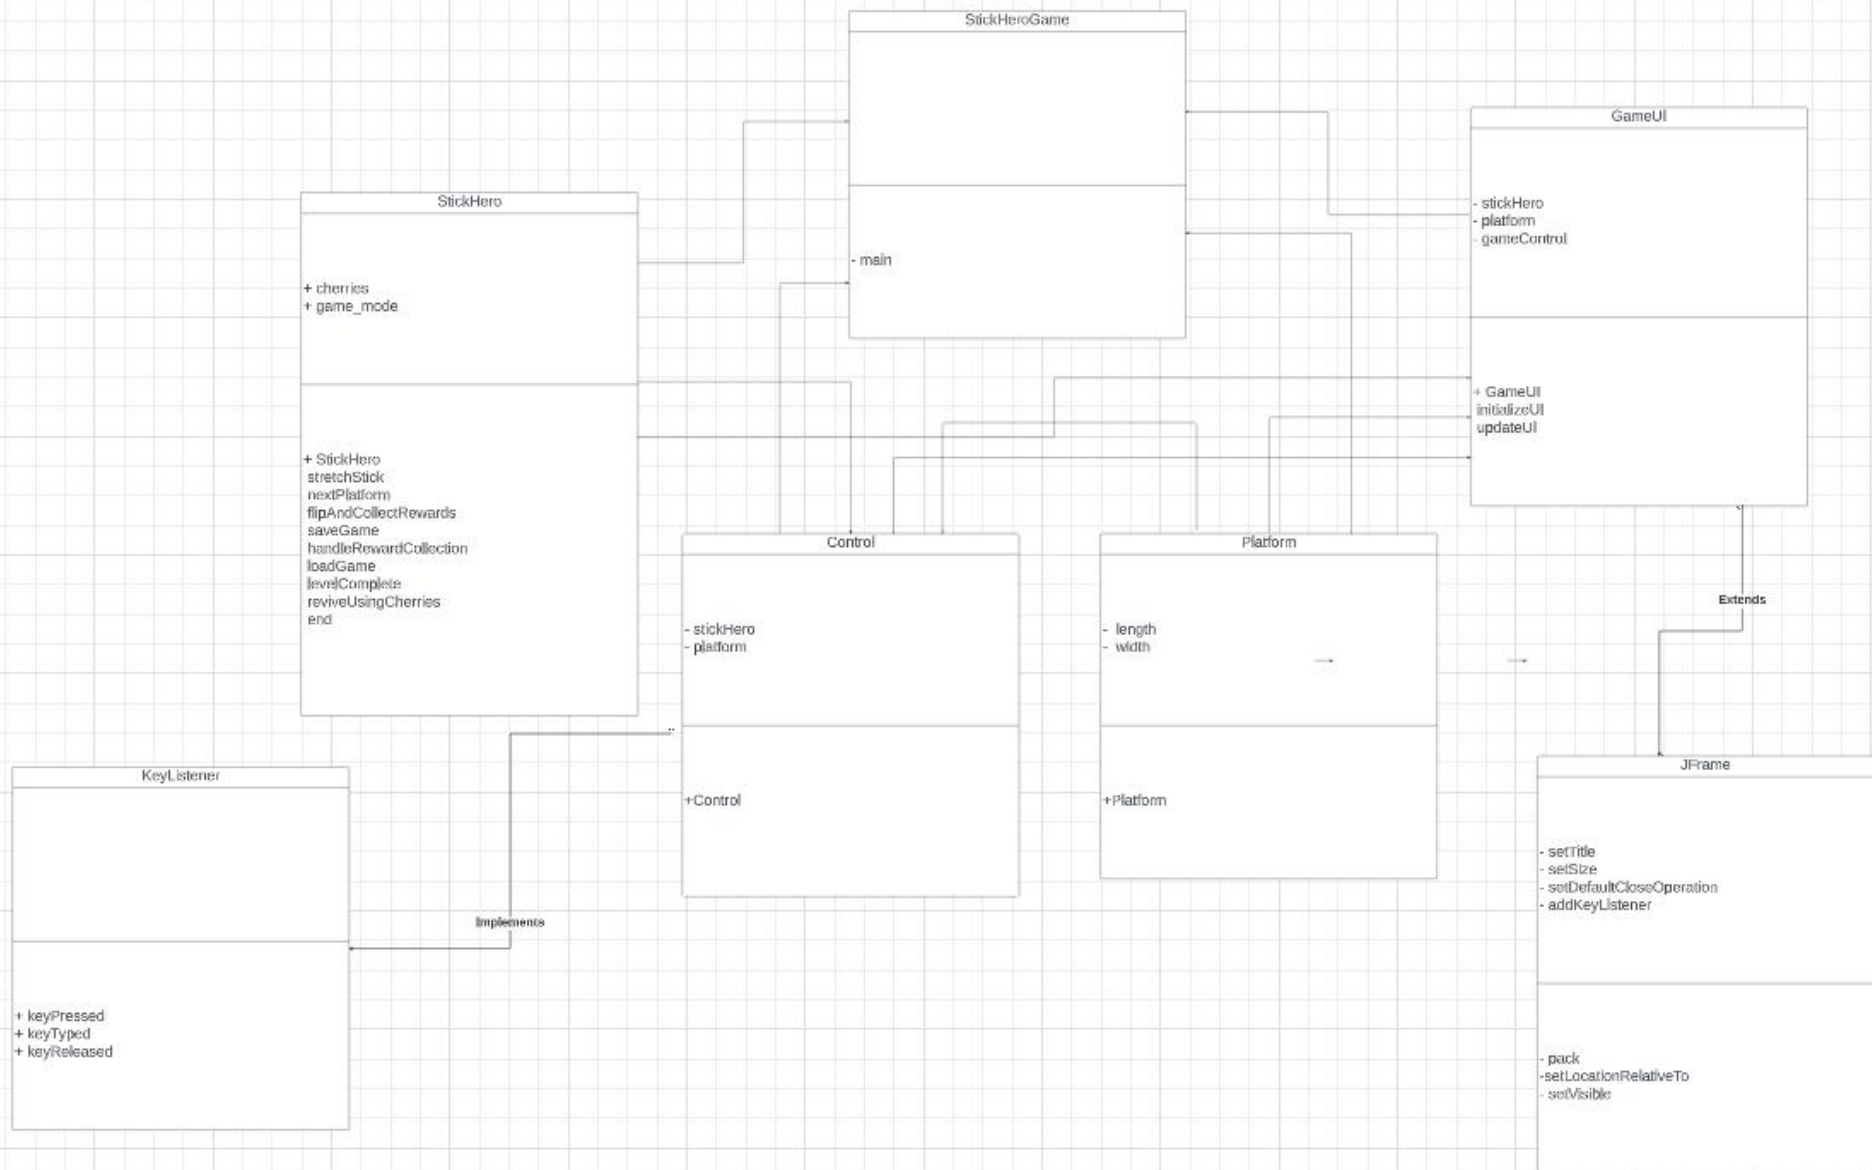 StickHeroGame
- main
GameUI
- stickHero
- platform
- gameControl
+ GameUI
initializeUI
updateUI
StickHero
+ cherries
+ game_mode
+ StickHero
stretchStick
nextPlatform
flipAndCollectRewards
saveGame
handleRewardCollection
loadGame
levelComplete
reviveUsingCherries
end
Control
- stickHero
- platform
+Control
Platform
- length
- width
+Platform
Extends
KeyListener
+ keyPressed
+ keyTyped
+ keyReleased
Implements
JFrame
- setTitle
- setSize
- setDefaultCloseOperation
- addKeyListener
- pack
-setLocationRelativeTo
- setVisible